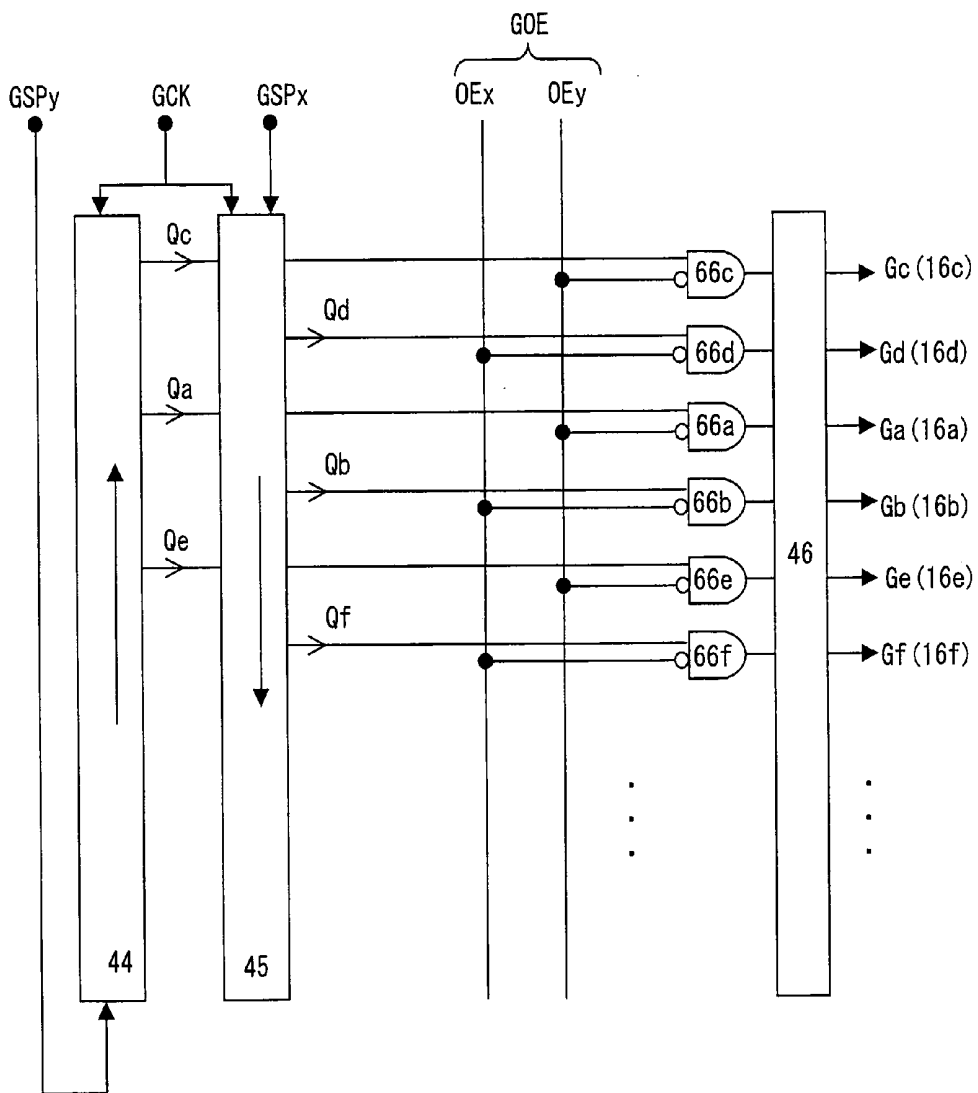 GOE
GSPy GCK GSPx OEx OEy
Qc 66c Gc(16c)
Qd 66d Gd(16d)
Qa 66a Ga(16a)
Qb 66b Gb(16b)
46
Qe 66e Ge(16e)
Qf 66f Gf(16f)
44 45